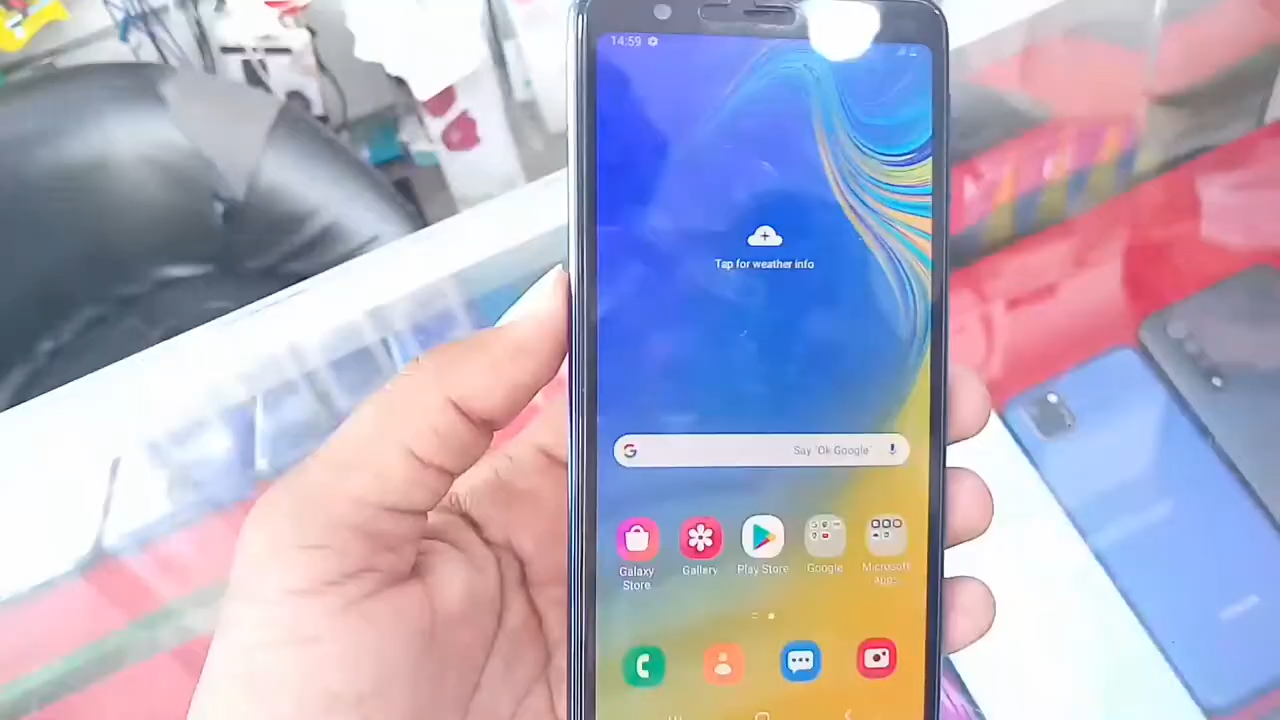 14:59
Tap for weather info
G Say "Ok Google"
Galaxy Store
Gallery
Play Store
Google
Microsoft Apps